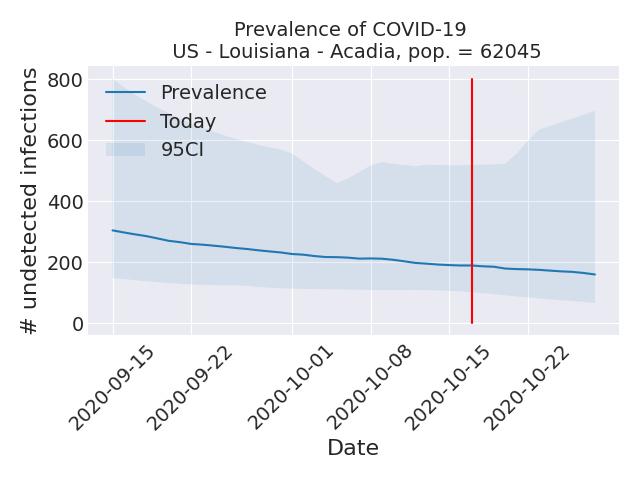 Prevalence of COVID-19
US - Louisiana - Acadia, pop. = 62045
# undetected infections
800
600
400
200
0
Prevalence
Today
95CI
2020-09-15
2020-09-22
2020-10-01
2020-10-08
2020-10-15
2020-10-22
Date